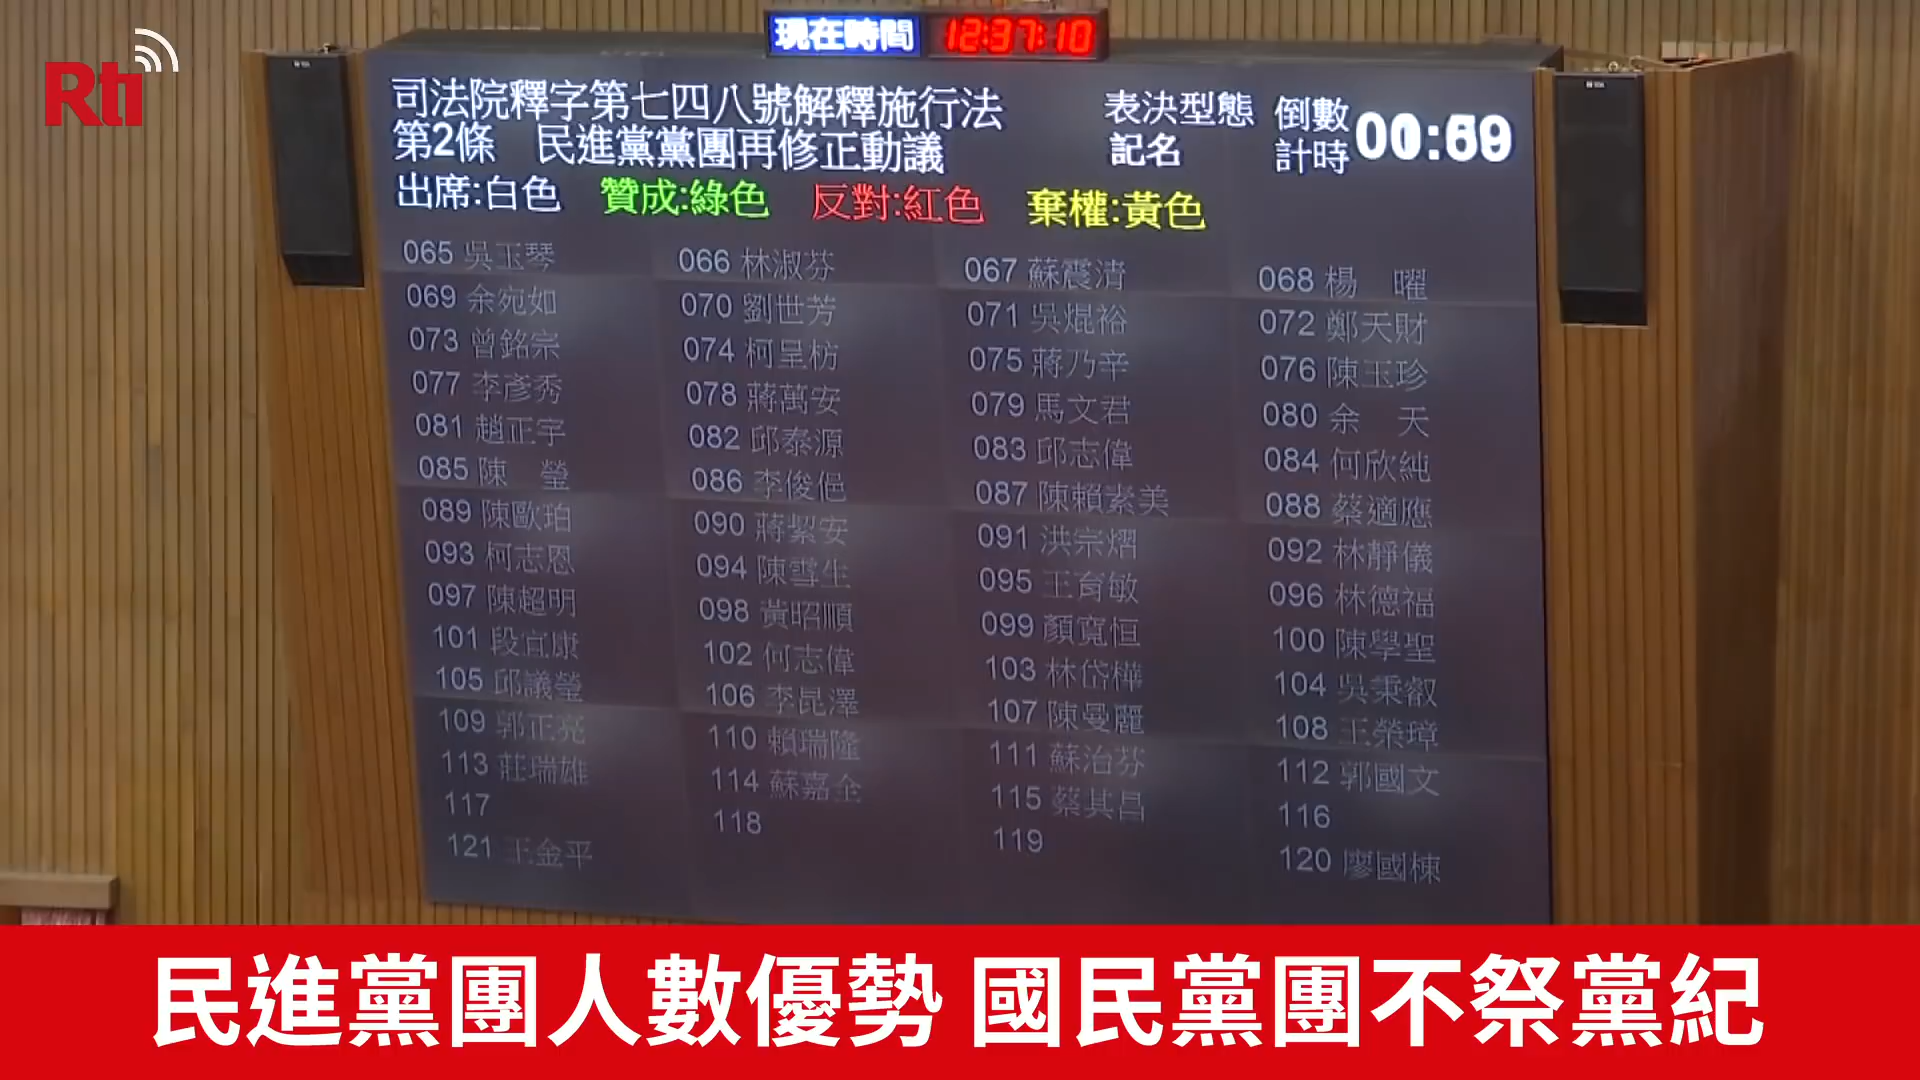 Rti
現在時間 12:37:10
司法院釋字第七四八號解釋施行法 表決型態 倒數
第2條 民進黨黨團再修正動議 記名 計時
出席:白色 贊成:綠色 反對:紅色 棄權:黃色
065 吳玉琴 066 林淑芬 067 蘇震清 068 楊 曜
069 余宛如 070 劉世芳 071 吳焜裕 072 鄭天財
073 曾銘宗 074 柯呈枋 075 蔣乃辛 076 陳玉珍
077 李彥秀 078 蔣萬安 079 馬文君 080 余 天
081 趙正宇 082 邱泰源 083 邱志偉 084 何欣純
085 陳 瑩 086 李俊俋 087 陳賴素美 088 蔡適應
089 陳歐珀 090 蔣絜安 091 洪宗熠 092 林靜儀
093 柯志恩 094 陳雪生 095 王育敏 096 林德福
097 陳超明 098 黃昭順 099 顏寬恒 100 陳學聖
101 段宜康 102 何志偉 103 林岱樺 104 吳秉叡
105 邱議瑩 106 李昆澤 107 陳曼麗 108 王榮璋
109 郭正亮 110 賴瑞隆 111 蘇治芬 112 郭國文
113 莊瑞雄 114 蘇嘉全 115 蔡其昌 116
117 118 119 120 廖國棟
121 王金平
民進黨團人數優勢 國民黨團不祭黨紀